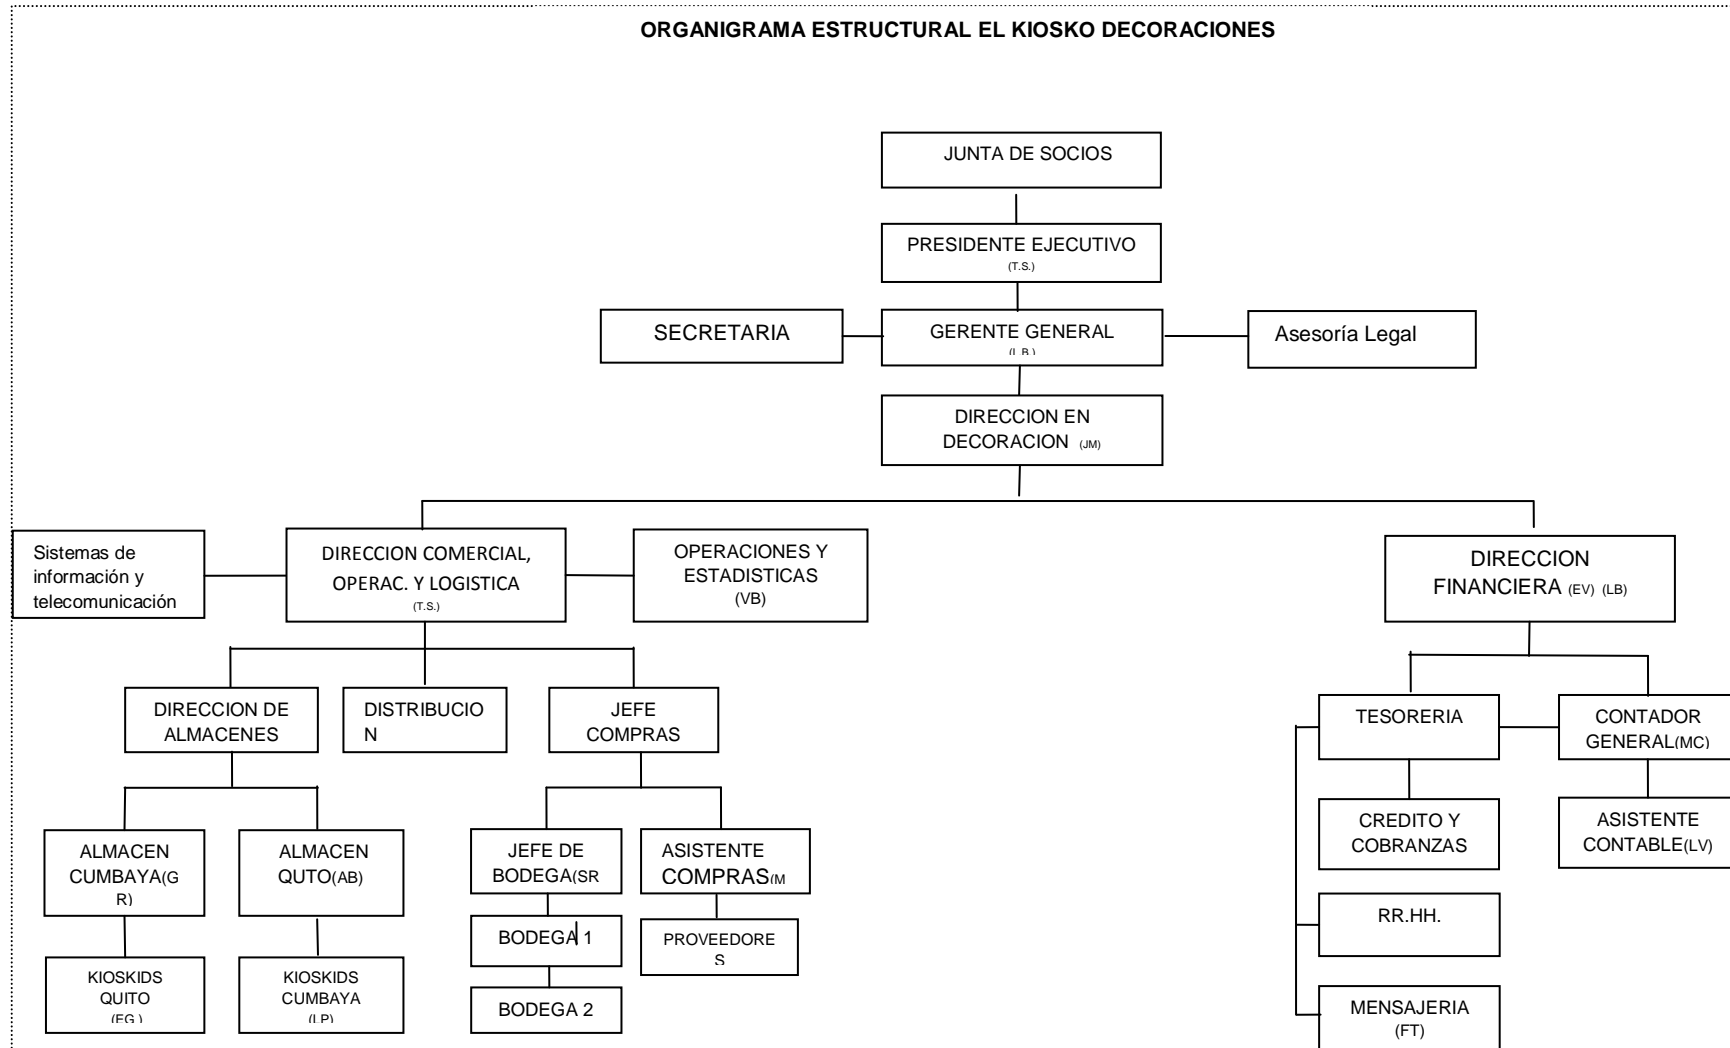 ORGANIGRAMA ESTRUCTURAL EL KIOSKO DECORACIONES
JUNTA DE SOCIOS
PRESIDENTE EJECUTIVO
(T.S.)
SECRETARIA
GERENTE GENERAL
(L.B.)
Asesoría Legal
DIRECCION EN
DECORACION (JM)
Sistemas de
información y
telecomunicación
DIRECCION COMERCIAL,
OPERAC. Y LOGISTICA
(T.S.)
OPERACIONES Y
ESTADISTICAS
(VB)
DIRECCION
FINANCIERA (EV) (LB)
DIRECCION DE
ALMACENES
DISTRIBUCIO
N
JEFE
COMPRAS
TESORERIA
CONTADOR
GENERAL(MC)
ALMACEN
CUMBAYA(G
R)
ALMACEN
QUTO(AB)
JEFE DE
BODEGA(SR
ASISTENTE
COMPRAS(M
CREDITO Y
COBRANZAS
ASISTENTE
CONTABLE(LV)
BODEGA 1
PROVEEDORE
S
RR.HH.
KIOSKIDS
QUITO
KIOSKIDS
CUMBAYA
(LP)
BODEGA 2
MENSAJERIA
(FT)